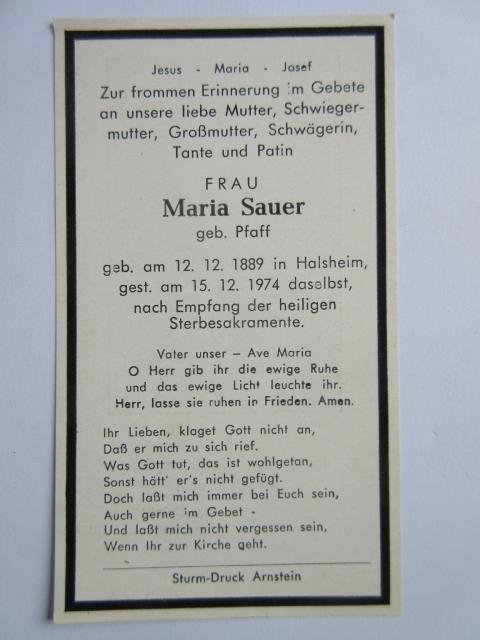 Jesus - Maria - Josef
Zur frommen Erinnerung im Gebete
an unsere liebe Mutter, Schwieger-
mutter, Großmutter, Schwägerin,
Tante und Patin
FRAU
Maria Sauer
geb. Pfaff
geb. am 12. 12. 1889 in Halsheim,
gest. am 15. 12. 1974 daselbst,
nach Empfang der heiligen
Sterbesakramente.
Vater unser – Ave Maria
O Herr gib ihr die ewige Ruhe
und das ewige Licht leuchte ihr.
Herr, lasse sie ruhen in Frieden. Amen.
Ihr Lieben, klaget Gott nicht an,
Daß er mich zu sich rief.
Was Gott tut, das ist wohlgetan,
Sonst hätt' er's nicht gefügt.
Doch laßt mich immer bei Euch sein,
Auch gerne im Gebet -
Und laßt mich nicht vergessen sein,
Wenn Ihr zur Kirche geht.
Sturm-Druck Arnstein